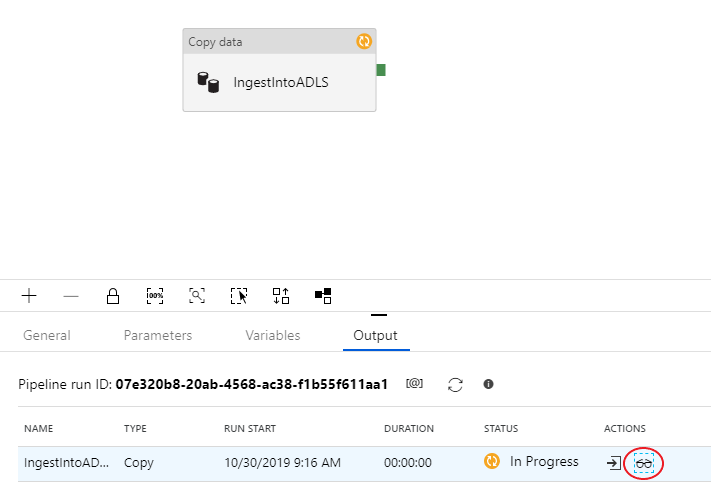 Copy data
IngestIntoADLS
100%
General Parameters Variables Output
Pipeline run ID: 07e320b8-20ab-4568-ac38-f1b55f611aa1 [@]
NAME TYPE RUN START DURATION STATUS ACTIONS
IngestIntoAD... Copy 10/30/2019 9:16 AM 00:00:00 In Progress